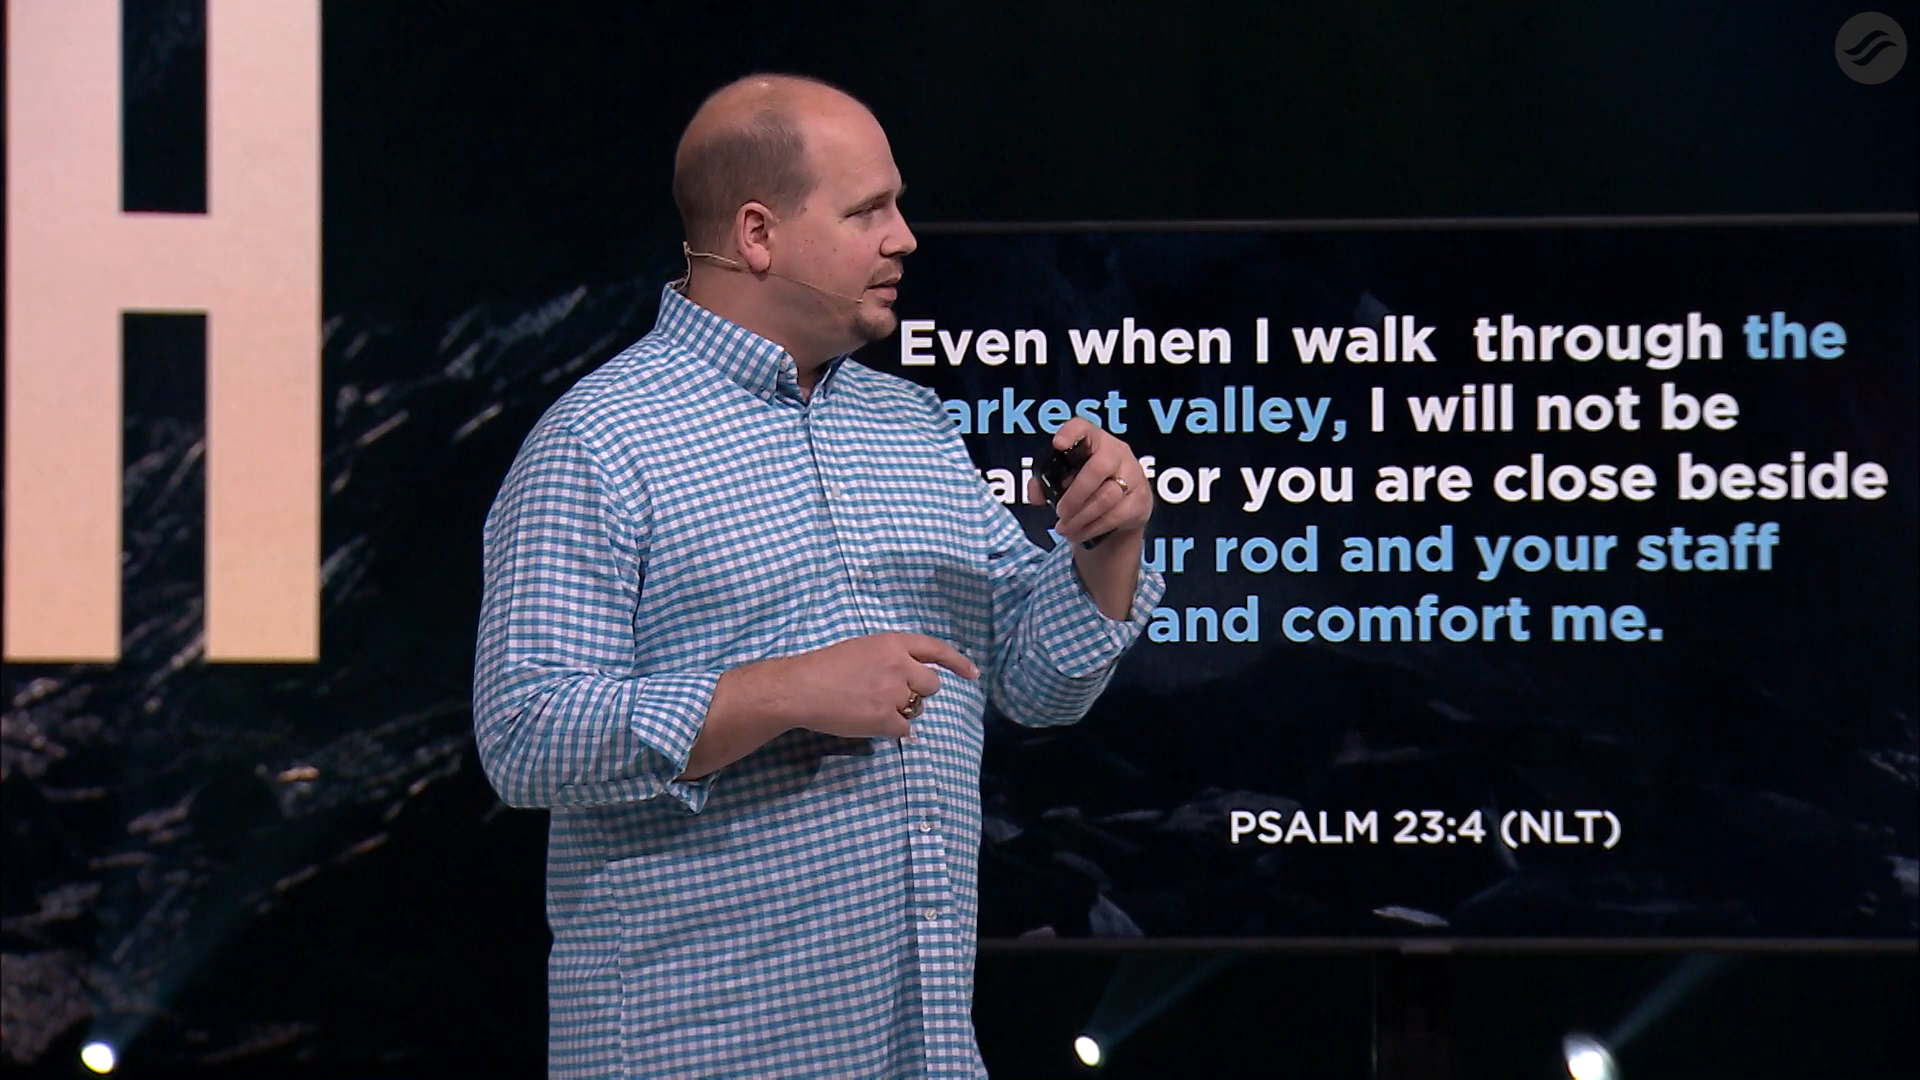 H
Even when I walk through the
arkest valley, I will not be
for you are close beside
rod and your staff
and comfort me.
PSALM 23:4 (NLT)